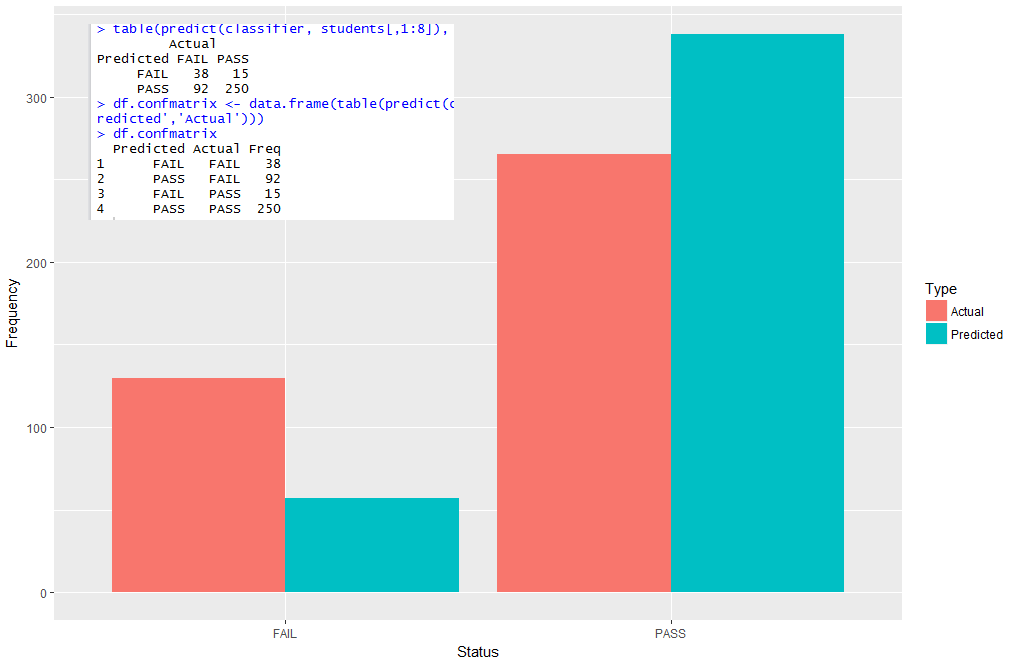 > table(predict(classifier, students[,1:8]),
Actual
Predicted FAIL PASS
FAIL 38 15
PASS 92 250
> df.confmatrix <- data.frame(table(predict(c
redicted','Actual')))
> df.confmatrix
Predicted Actual Freq
1 FAIL FAIL 38
2 PASS FAIL 92
3 FAIL PASS 15
4 PASS PASS 250
300
200
100
0
Frequency
FAIL PASS
Status
Type
Actual
Predicted